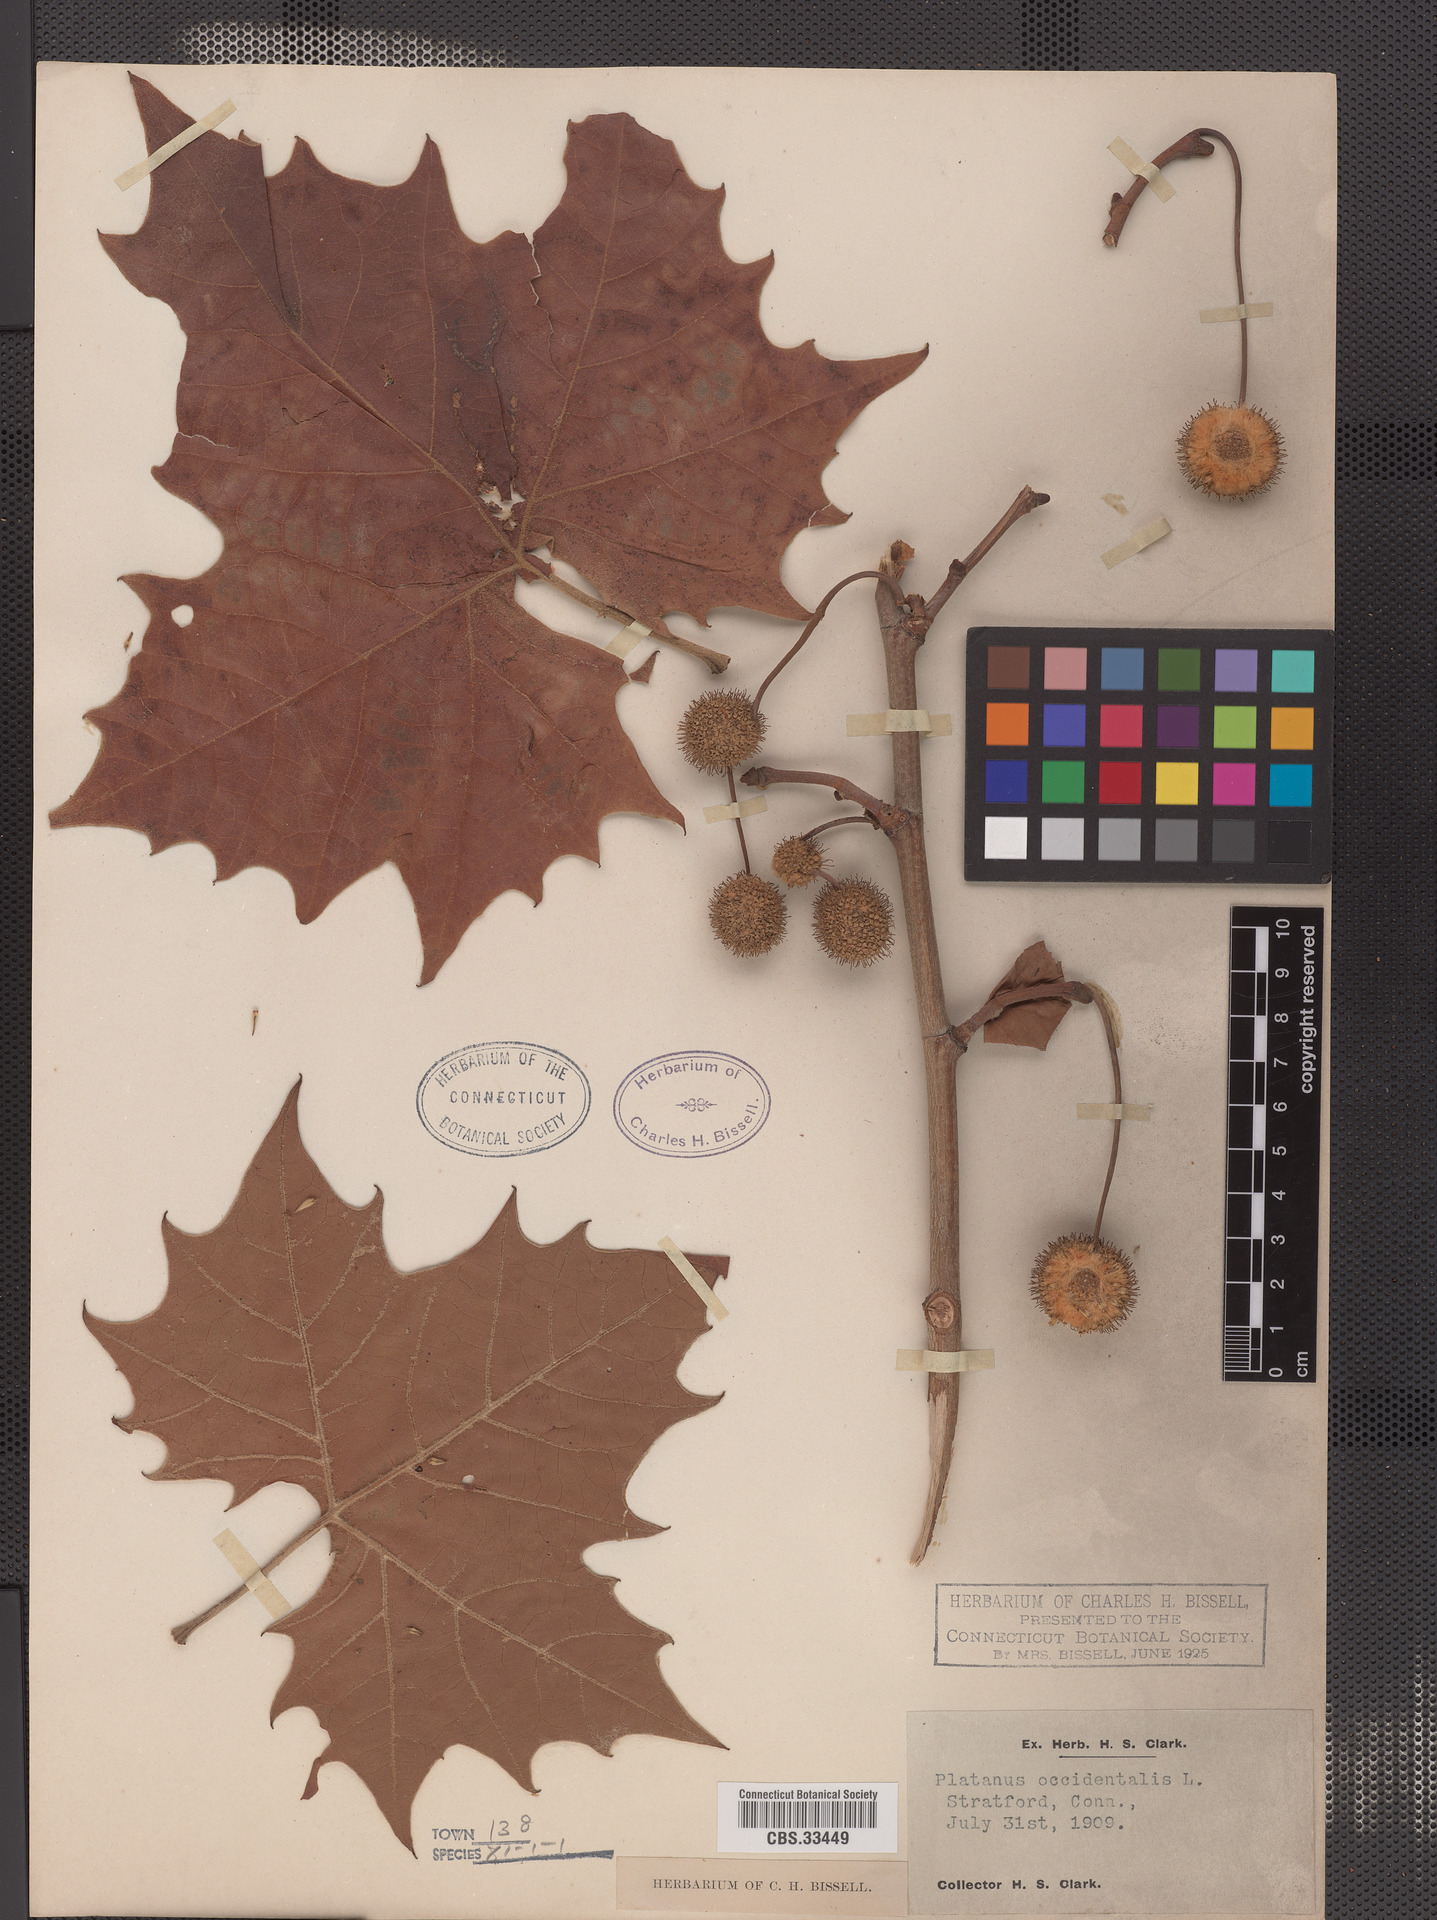 HERBARIUM OF THE
CONNECTICUT
BOTANICAL SOCIETY
Herbarium of
Charles H. Bissell.
10
9
8
7
6
5
4
3
2
1
0
cm
copyright reserved
HERBARIUM OF CHARLES H. BISSELL,
PRESENTED TO THE
CONNECTICUT BOTANICAL SOCIETY.
BY MRS. BISSELL, JUNE 1925
Ex. Herb. H. S. Clark.
Platanus occidentalis L.
Stratford, Conn.,
July 31st, 1909.
Collector H. S. Clark.
Connecticut Botanical Society
CBS.33449
TOWN 138
SPECIES
HERBARIUM OF C. H. BISSELL.